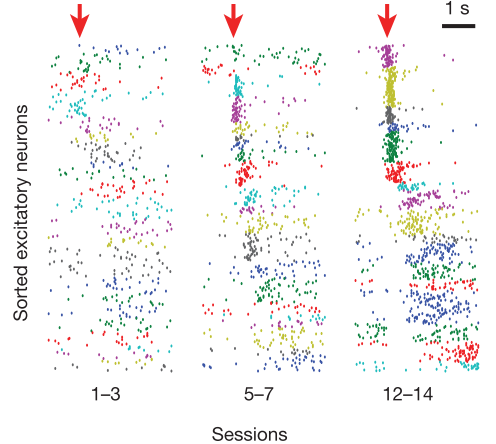 1 s
Sorted excitatory neurons
1–3
5–7
12–14
Sessions